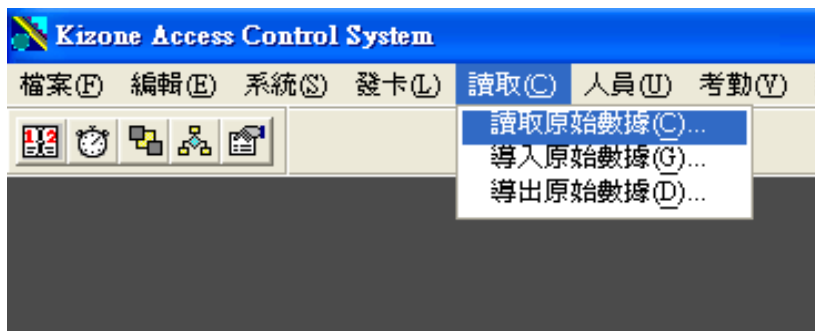 Kizone Access Control System
檔案(F) 編輯(E) 系統(S) 發卡(L) 讀取(C) 人員(U) 考勤(V)
讀取原始數據(C)...
導入原始數據(G)...
導出原始數據(D)...